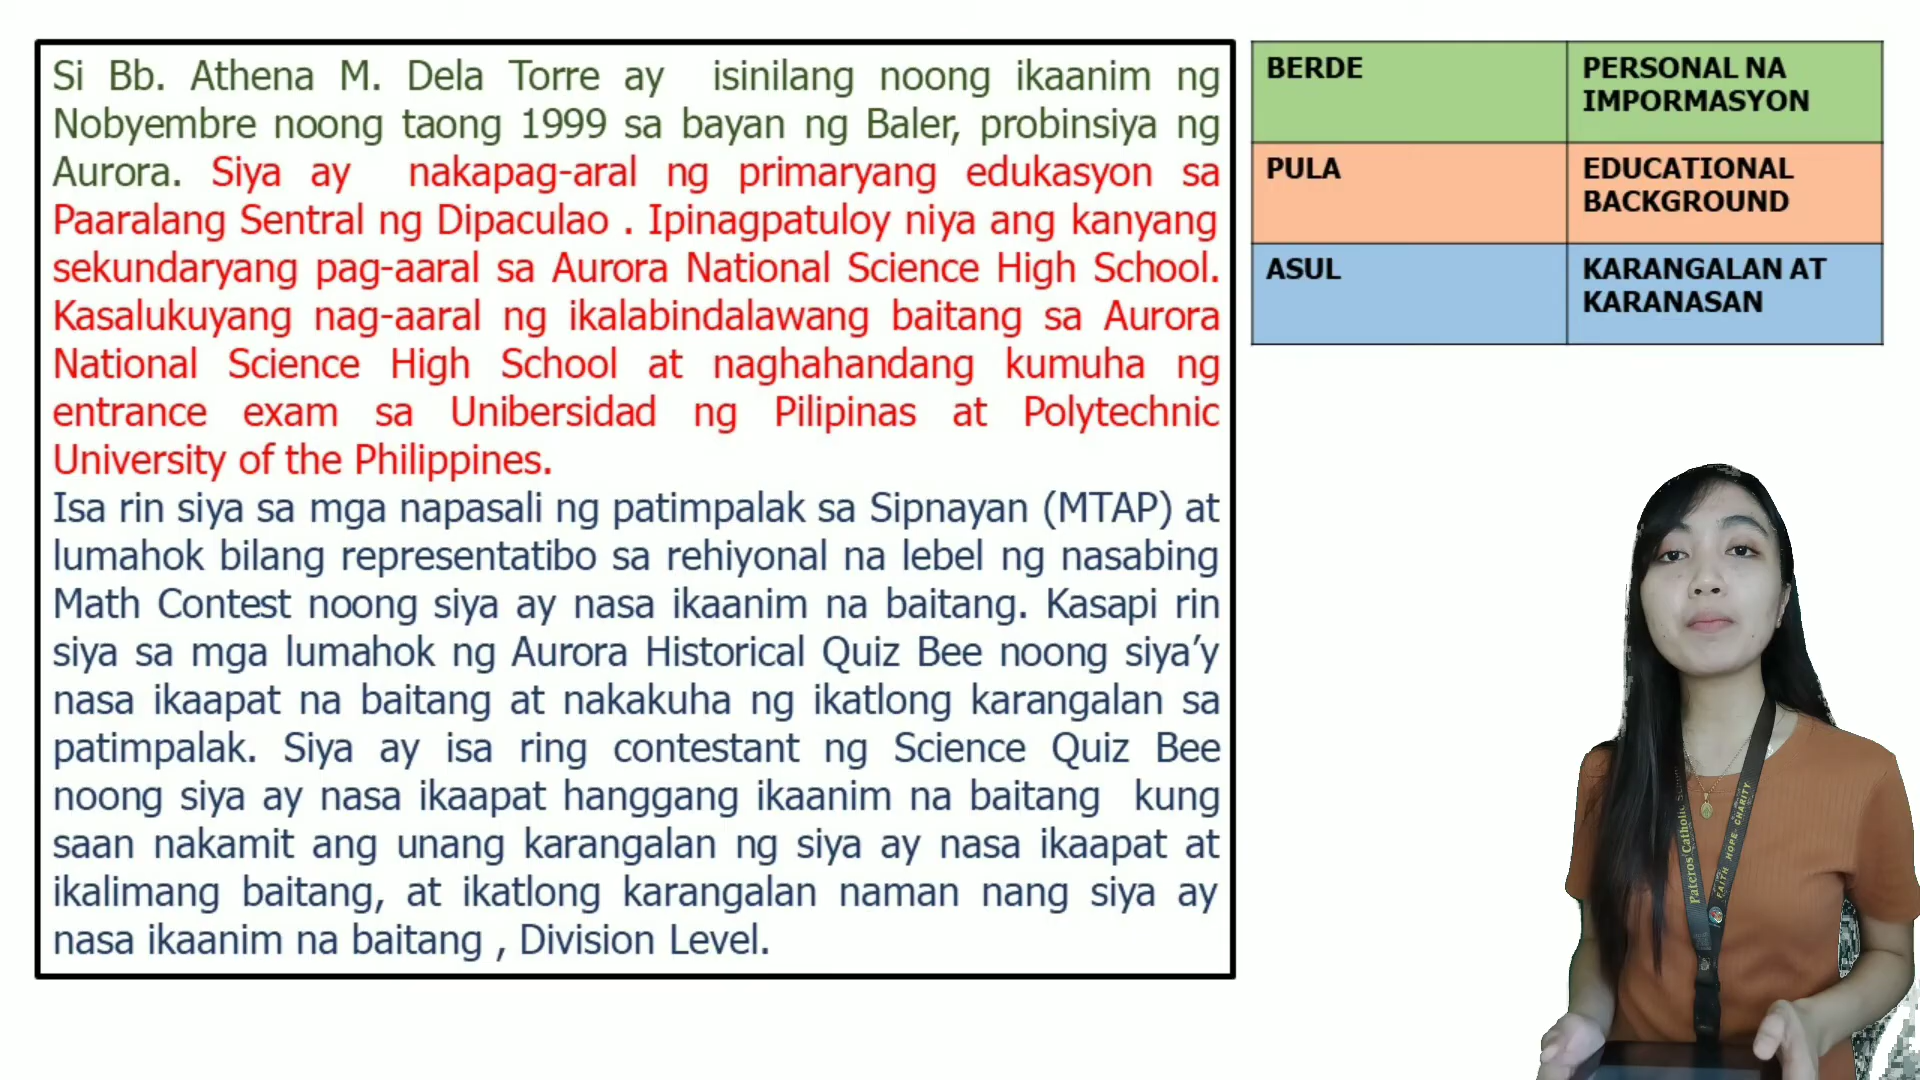 Si Bb. Athena M. Dela Torre ay isinilang noong ikaanim ng
Nobyembre noong taong 1999 sa bayan ng Baler, probinsiya ng
Aurora. Siya ay nakapag-aral ng primaryang edukasyon sa
Paaralang Sentral ng Dipaculao . Ipinagpatuloy niya ang kanyang
sekundaryang pag-aaral sa Aurora National Science High School.
Kasalukuyang nag-aaral ng ikalabindalawang baitang sa Aurora
National Science High School at naghahandang kumuha ng
entrance exam sa Unibersidad ng Pilipinas at Polytechnic
University of the Philippines.
Isa rin siya sa mga napasali ng patimpalak sa Sipnayan (MTAP) at
lumahok bilang representatibo sa rehiyonal na lebel ng nasabing
Math Contest noong siya ay nasa ikaanim na baitang. Kasapi rin
siya sa mga lumahok ng Aurora Historical Quiz Bee noong siya’y
nasa ikaapat na baitang at nakakuha ng ikatlong karangalan sa
patimpalak. Siya ay isa ring contestant ng Science Quiz Bee
noong siya ay nasa ikaapat hanggang ikaanim na baitang kung
saan nakamit ang unang karangalan ng siya ay nasa ikaapat at
ikalimang baitang, at ikatlong karangalan naman nang siya ay
nasa ikaanim na baitang , Division Level.
BERDE
PERSONAL NA
IMPORMASYON
PULA
EDUCATIONAL
BACKGROUND
ASUL
KARANGALAN AT
KARANASAN
Pateros Catholic
FAITH HOPE CHARITY